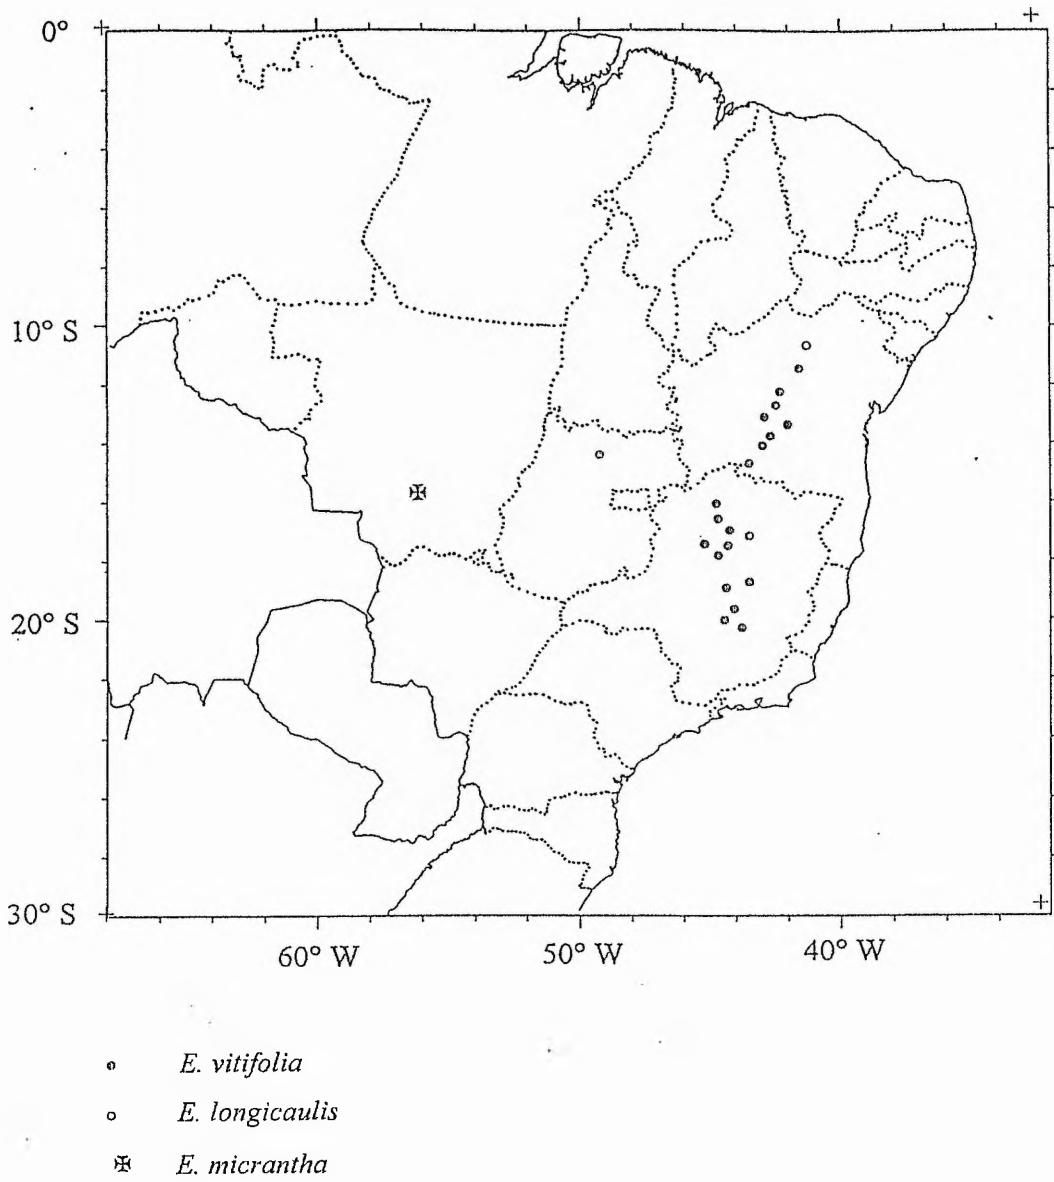 0°
10° S
20° S
30° S
60° W
50° W
40° W
E. vitifolia
E. longicaulis
E. micrantha